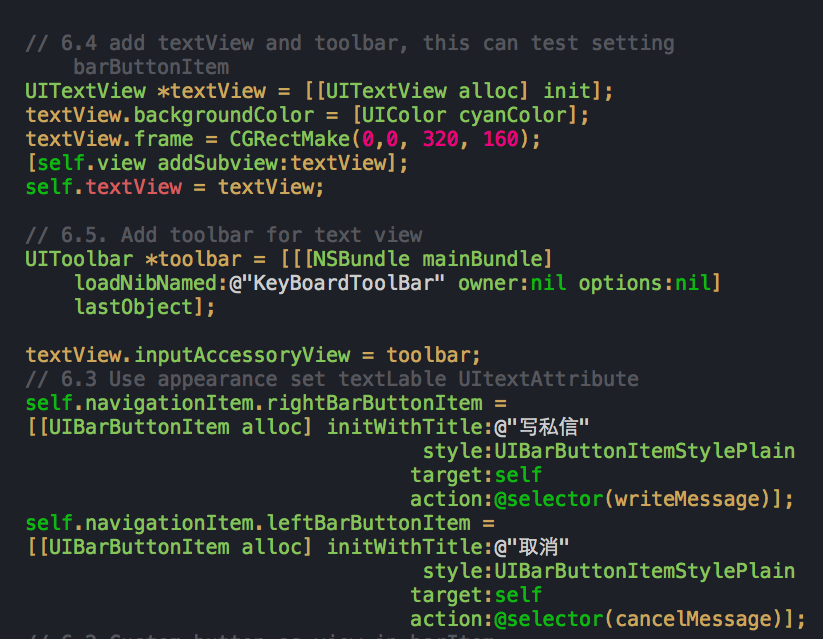 // 6.4 add textView and toolbar, this can test setting
barButtonItem
UITextView *textView = [[UITextView alloc] init];
textView.backgroundColor = [UIColor cyanColor];
textView.frame = CGRectMake(0,0, 320, 160);
[self.view addSubview:textView];
self.textView = textView;
// 6.5. Add toolbar for text view
UIToolbar *toolbar = [[[NSBundle mainBundle]
loadNibNamed:@"KeyBoardToolBar" owner:nil options:nil]
lastObject];
textView.inputAccessoryView = toolbar;
// 6.3 Use appearance set textLable UItextAttribute
self.navigationItem.rightBarButtonItem =
[[UIBarButtonItem alloc] initWithTitle:@"写私信"
style:UIBarButtonItemStylePlain
target:self
action:@selector(writeMessage)];
self.navigationItem.leftBarButtonItem =
[[UIBarButtonItem alloc] initWithTitle:@"取消"
style:UIBarButtonItemStylePlain
target:self
action:@selector(cancelMessage)];